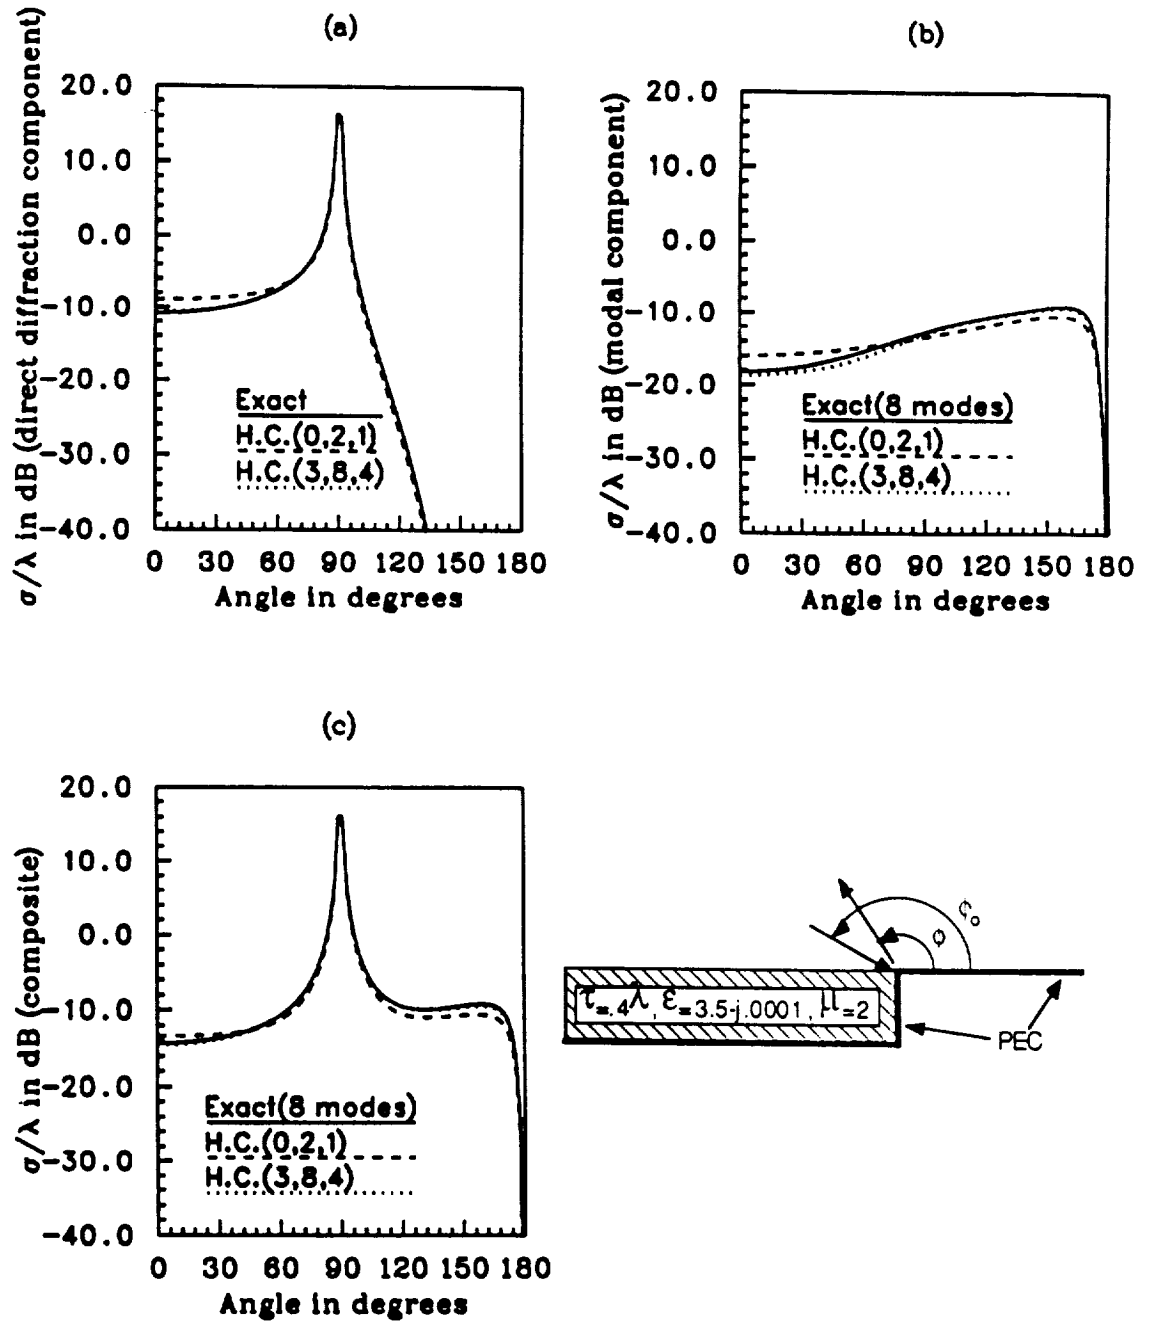 (a)
σ/λ in dB (direct diffraction component)
20.0
10.0
0.0
-10.0
-20.0
-30.0
-40.0
Exact
H.C.(0,2,1)
H.C.(3,8,4)
0 30 60 90 120 150 180
Angle in degrees
(b)
σ/λ in dB (modal component)
20.0
10.0
0.0
-10.0
-20.0
-30.0
-40.0
Exact(8 modes)
H.C.(0,2,1)
H.C.(3,8,4)
0 30 60 90 120 150 180
Angle in degrees
(c)
σ/λ in dB (composite)
20.0
10.0
0.0
-10.0
-20.0
-30.0
-40.0
Exact(8 modes)
H.C.(0,2,1)
H.C.(3,8,4)
0 30 60 90 120 150 180
Angle in degrees
φ₀
φ
τ=.4λ, ε=3.5-j.0001, μ=2
PEC